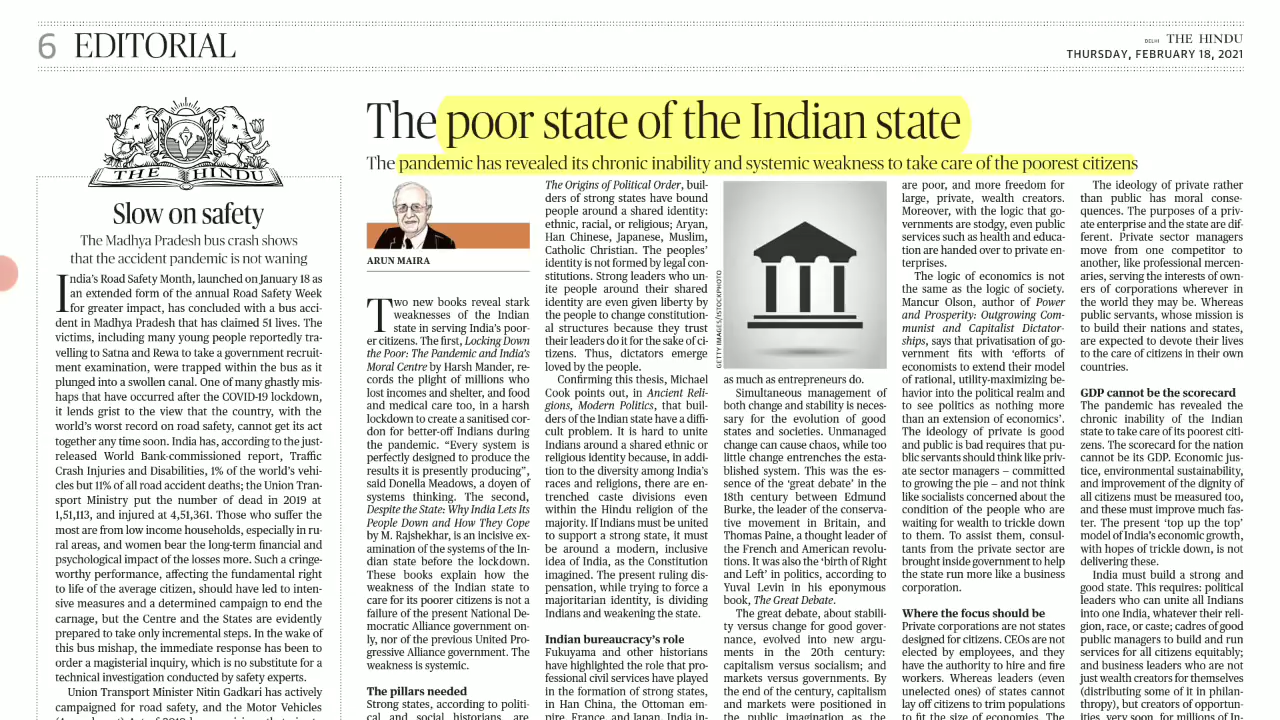 6 EDITORIAL
DELHI THE HINDU
THURSDAY, FEBRUARY 18, 2021
THE HINDU
Slow on safety
The Madhya Pradesh bus crash shows
that the accident pandemic is not waning
India's Road Safety Month, launched on January 18 as
an extended form of the annual Road Safety Week
for greater impact, has concluded with a bus acci-
dent in Madhya Pradesh that has claimed 51 lives. The
victims, including many young people reportedly tra-
velling to Satna and Rewa to take a government recruit-
ment examination, were trapped within the bus as it
plunged into a swollen canal. One of many ghastly mis-
haps that have occurred after the COVID-19 lockdown,
it lends grist to the view that the country, with the
world's worst record on road safety, cannot get its act
together any time soon. India has, according to the just-
released World Bank-commissioned report, Traffic
Crash Injuries and Disabilities, 1% of the world's vehi-
cles but 11% of all road accident deaths; the Union Tran-
sport Ministry put the number of dead in 2019 at
1,51,113, and injured at 4,51,361. Those who suffer the
most are from low income households, especially in ru-
ral areas, and women bear the long-term financial and
psychological impact of the losses more. Such a cringe-
worthy performance, affecting the fundamental right
to life of the average citizen, should have led to inten-
sive measures and a determined campaign to end the
carnage, but the Centre and the States are evidently
prepared to take only incremental steps. In the wake of
this bus mishap, the immediate response has been to
order a magisterial inquiry, which is no substitute for a
technical investigation conducted by safety experts.
Union Transport Minister Nitin Gadkari has actively
campaigned for road safety, and the Motor Vehicles
The poor state of the Indian state
The pandemic has revealed its chronic inability and systemic weakness to take care of the poorest citizens
ARUN MAIRA
Two new books reveal stark
weaknesses of the Indian
state in serving India's poor-
er citizens. The first, Locking Down
the Poor: The Pandemic and India's
Moral Centre by Harsh Mander, re-
cords the plight of millions who
lost incomes and shelter, and food
and medical care too, in a harsh
lockdown to create a sanitised cor-
don for better-off Indians during
the pandemic. “Every system is
perfectly designed to produce the
results it is presently producing”,
said Donella Meadows, a doyen of
systems thinking. The second,
Despite the State: Why India Lets Its
People Down and How They Cope
by M. Rajshekhar, is an incisive ex-
amination of the systems of the In-
dian state before the lockdown.
These books explain how the
weakness of the Indian state to
care for its poorer citizens is not a
failure of the present National De-
mocratic Alliance government on-
ly, nor of the previous United Pro-
gressive Alliance government. The
weakness is systemic.
The pillars needed
Strong states, according to politi-
cal and social historians, are
The Origins of Political Order, buil-
ders of strong states have bound
people around a shared identity:
ethnic, racial, or religious; Aryan,
Han Chinese, Japanese, Muslim,
Catholic Christian. The peoples'
identity is not formed by legal con-
stitutions. Strong leaders who un-
ite people around their shared
identity are even given liberty by
the people to change constitution-
al structures because they trust
their leaders do it for the sake of ci-
tizens. Thus, dictators emerge
loved by the people.
Confirming this thesis, Michael
Cook points out, in Ancient Reli-
gions, Modern Politics, that buil-
ders of the Indian state have a diffi-
cult problem. It is hard to unite
Indians around a shared ethnic or
religious identity because, in addi-
tion to the diversity among India's
races and religions, there are en-
trenched caste divisions even
within the Hindu religion of the
majority. If Indians must be united
to support a strong state, it must
be around a modern, inclusive
idea of India, as the Constitution
imagined. The present ruling dis-
pensation, while trying to force a
majoritarian identity, is dividing
Indians and weakening the state.
Indian bureaucracy's role
Fukuyama and other historians
have highlighted the role that pro-
fessional civil services have played
in the formation of strong states,
in Han China, the Ottoman em-
pire, France, and Japan. India in-
GETTY IMAGES/ISTOCKPHOTO
as much as entrepreneurs do.
Simultaneous management of
both change and stability is neces-
sary for the evolution of good
states and societies. Unmanaged
change can cause chaos, while too
little change entrenches the esta-
blished system. This was the es-
sence of the ‘great debate’ in the
18th century between Edmund
Burke, the leader of the conserva-
tive movement in Britain, and
Thomas Paine, a thought leader of
the French and American revolu-
tions. It was also the ‘birth of Right
and Left’ in politics, according to
Yuval Levin in his eponymous
book, The Great Debate.
The great debate, about stabili-
ty versus change for good gover-
nance, evolved into new argu-
ments in the 20th century:
capitalism versus socialism; and
markets versus governments. By
the end of the century, capitalism
and markets were positioned in
the public imagination as the
are poor, and more freedom for
large, private, wealth creators.
Moreover, with the logic that go-
vernments are stodgy, even public
services such as health and educa-
tion are handed over to private en-
terprises.
The logic of economics is not
the same as the logic of society.
Mancur Olson, author of Power
and Prosperity: Outgrowing Com-
munist and Capitalist Dictator-
ships, says that privatisation of go-
vernment fits with ‘efforts of
economists to extend their model
of rational, utility-maximizing be-
havior into the political realm and
to see politics as nothing more
than an extension of economics’.
The ideology of private is good
and public is bad requires that pu-
blic servants should think like priv-
ate sector managers – committed
to growing the pie – and not think
like socialists concerned about the
condition of the people who are
waiting for wealth to trickle down
to them. To assist them, consul-
tants from the private sector are
brought inside government to help
the state run more like a business
corporation.
Where the focus should be
Private corporations are not states
designed for citizens. CEOs are not
elected by employees, and they
have the authority to hire and fire
workers. Whereas leaders (even
unelected ones) of states cannot
lay off citizens to trim populations
to fit the size of economies. The
The ideology of private rather
than public has moral conse-
quences. The purposes of a priv-
ate enterprise and the state are dif-
ferent. Private sector managers
move from one competitor to
another, like professional mercen-
aries, serving the interests of own-
ers of corporations wherever in
the world they may be. Whereas
public servants, whose mission is
to build their nations and states,
are expected to devote their lives
to the care of citizens in their own
countries.
GDP cannot be the scorecard
The pandemic has revealed the
chronic inability of the Indian
state to take care of its poorest citi-
zens. The scorecard for the nation
cannot be its GDP. Economic jus-
tice, environmental sustainability,
and improvement of the dignity of
all citizens must be measured too,
and these must improve much fas-
ter. The present ‘top up the top’
model of India's economic growth,
with hopes of trickle down, is not
delivering these.
India must build a strong and
good state. This requires: political
leaders who can unite all Indians
into one India, whatever their reli-
gion, race, or caste; cadres of good
public managers to build and run
services for all citizens equitably;
and business leaders who are not
just wealth creators for themselves
(distributing some of it in philan-
thropy), but creators of opportun-
ities, very soon, for millions of In-